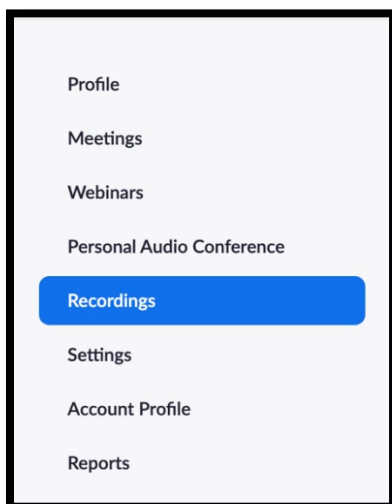 Profile
Meetings
Webinars
Personal Audio Conference
Recordings
Settings
Account Profile
Reports